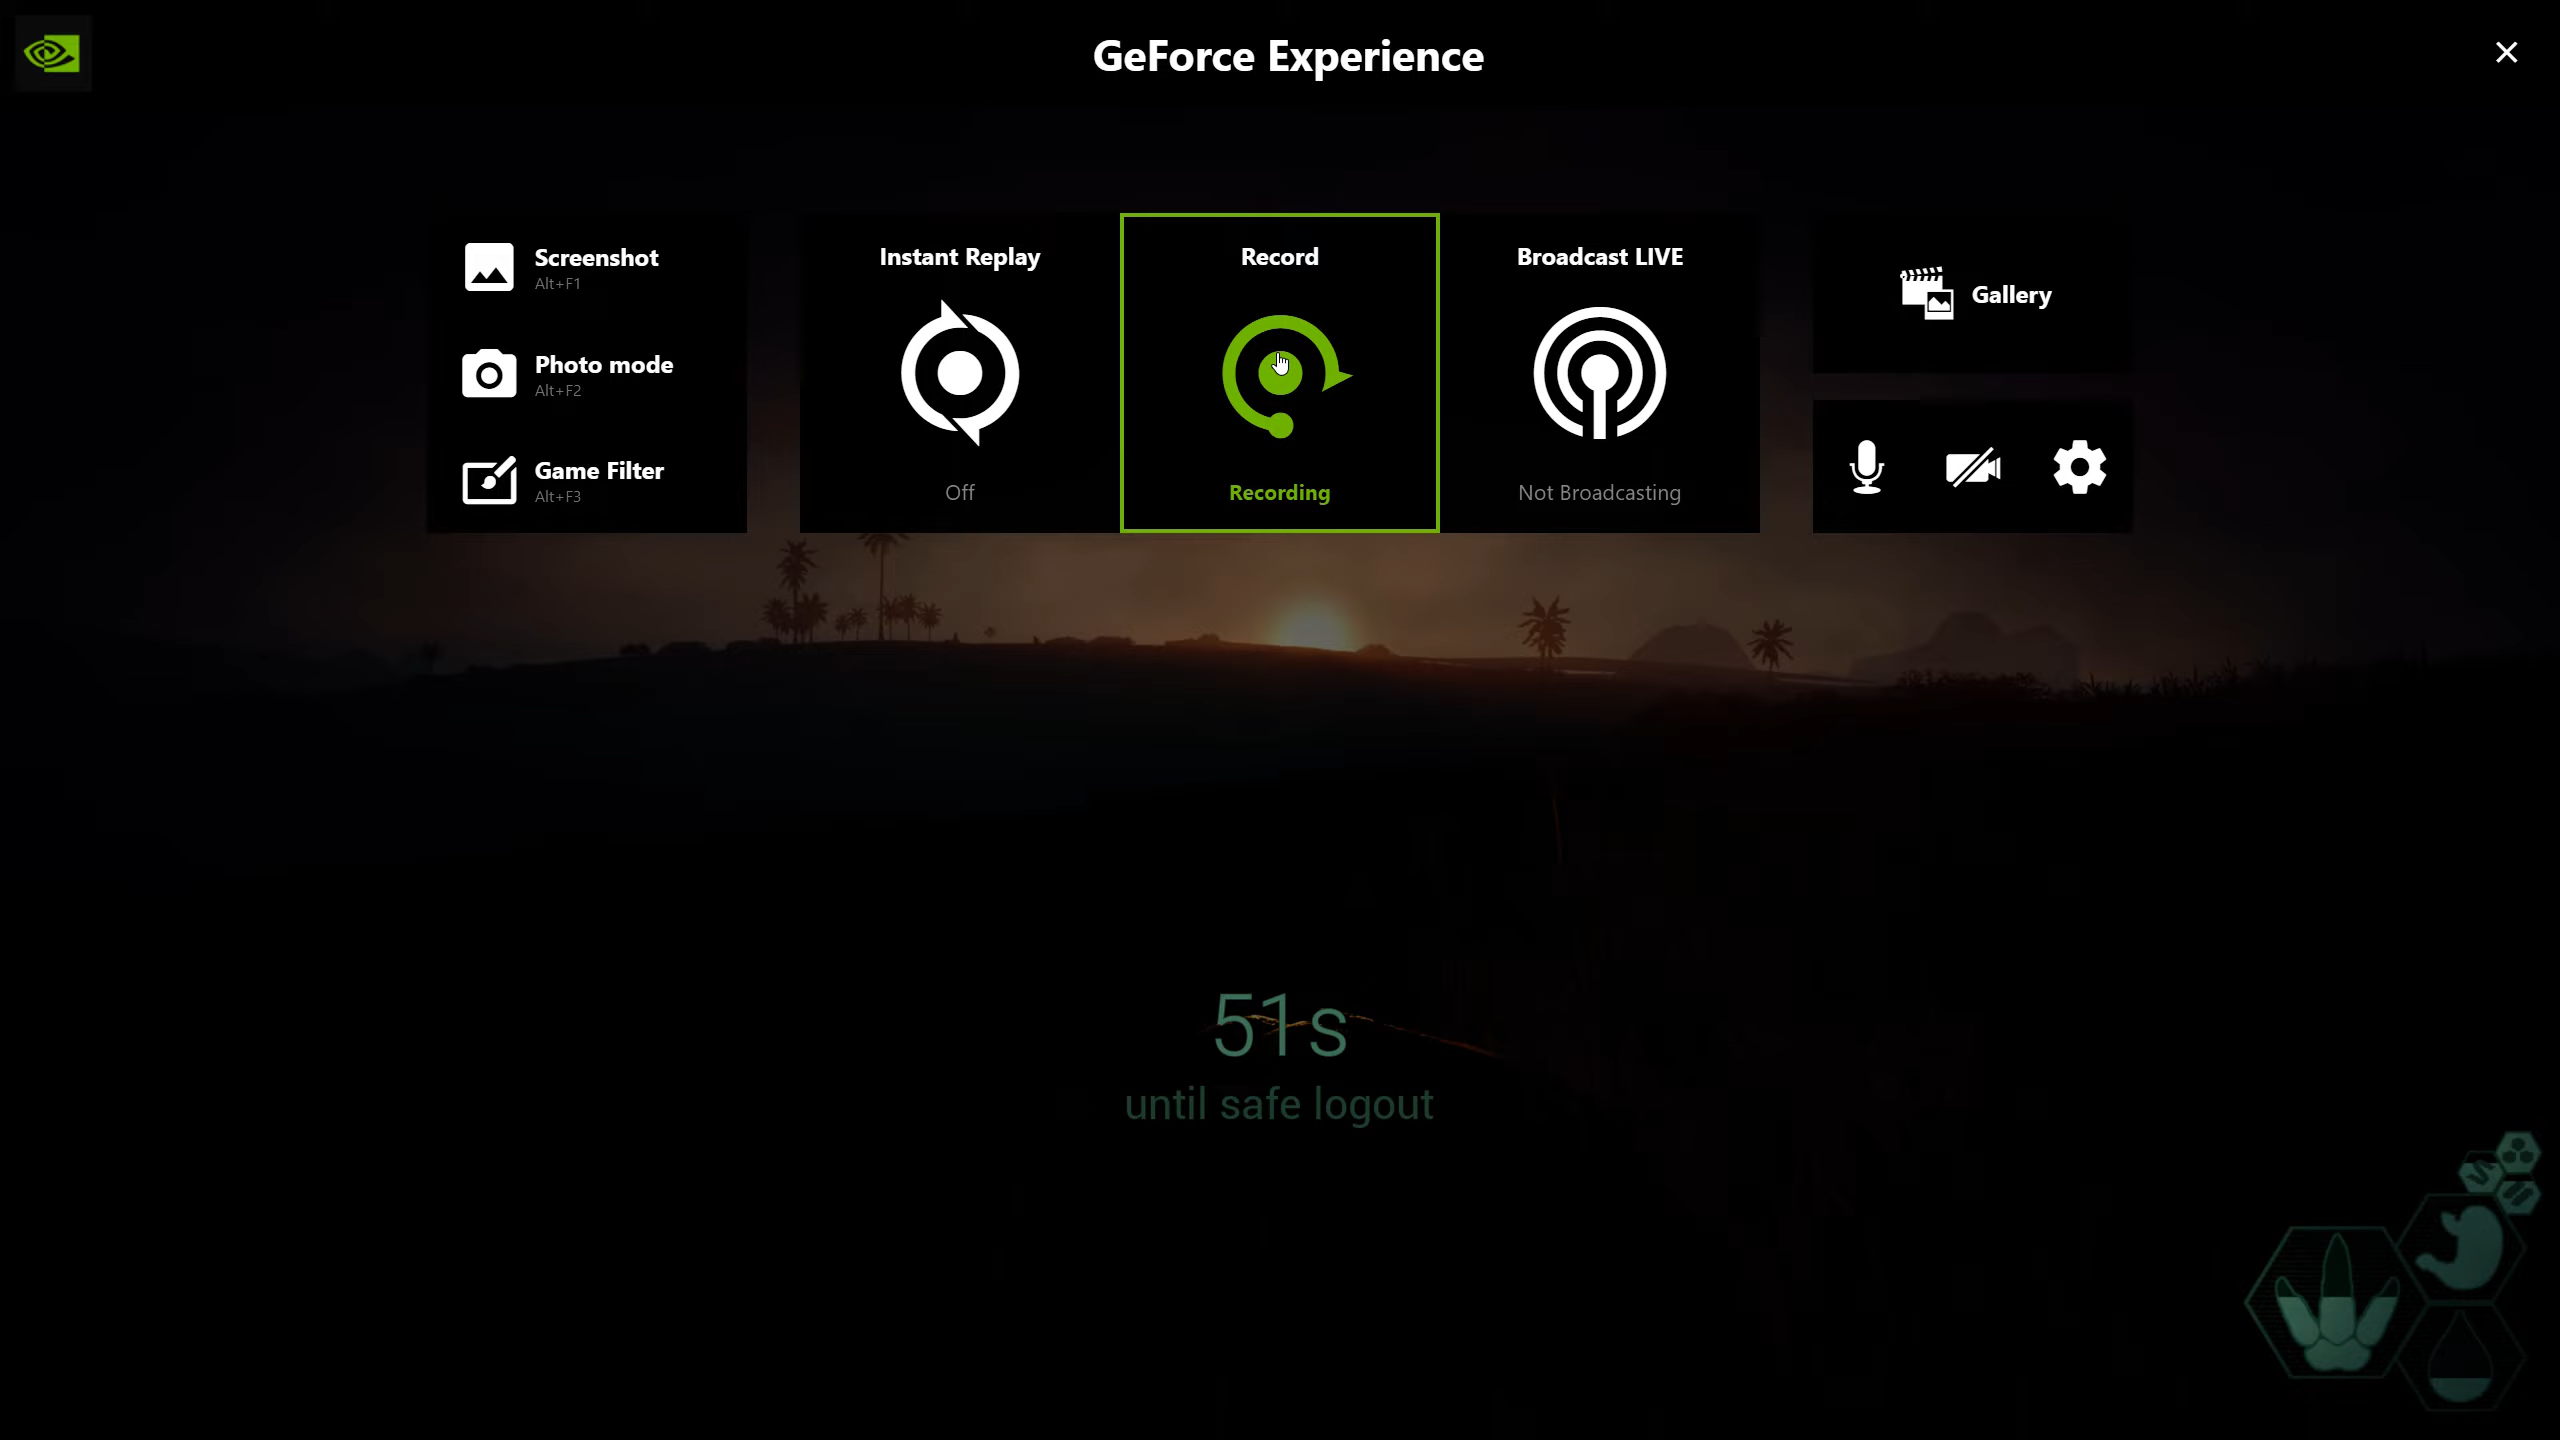 GeForce Experience
Screenshot
Alt+F1
Photo mode
Alt+F2
Game Filter
Alt+F3
Instant Replay
Off
Record
Recording
Broadcast LIVE
Not Broadcasting
Gallery
51s
until safe logout